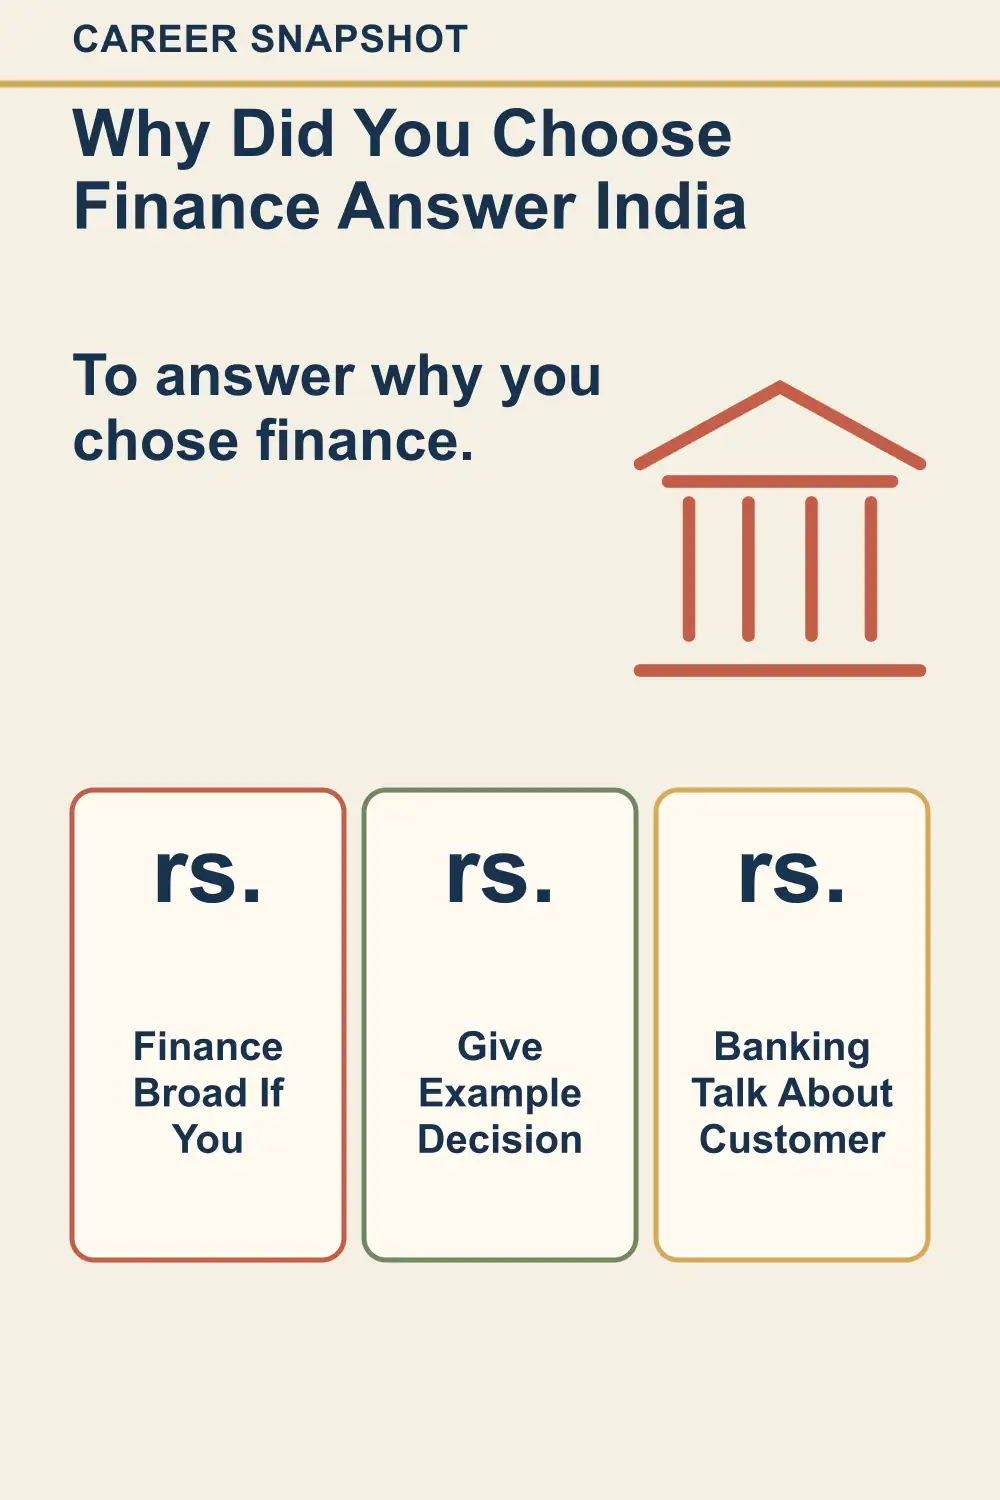 CAREER SNAPSHOT
Why Did You Choose
Finance Answer India
To answer why you
chose finance.
rs.
Finance
Broad If
You
rs.
Give
Example
Decision
rs.
Banking
Talk About
Customer